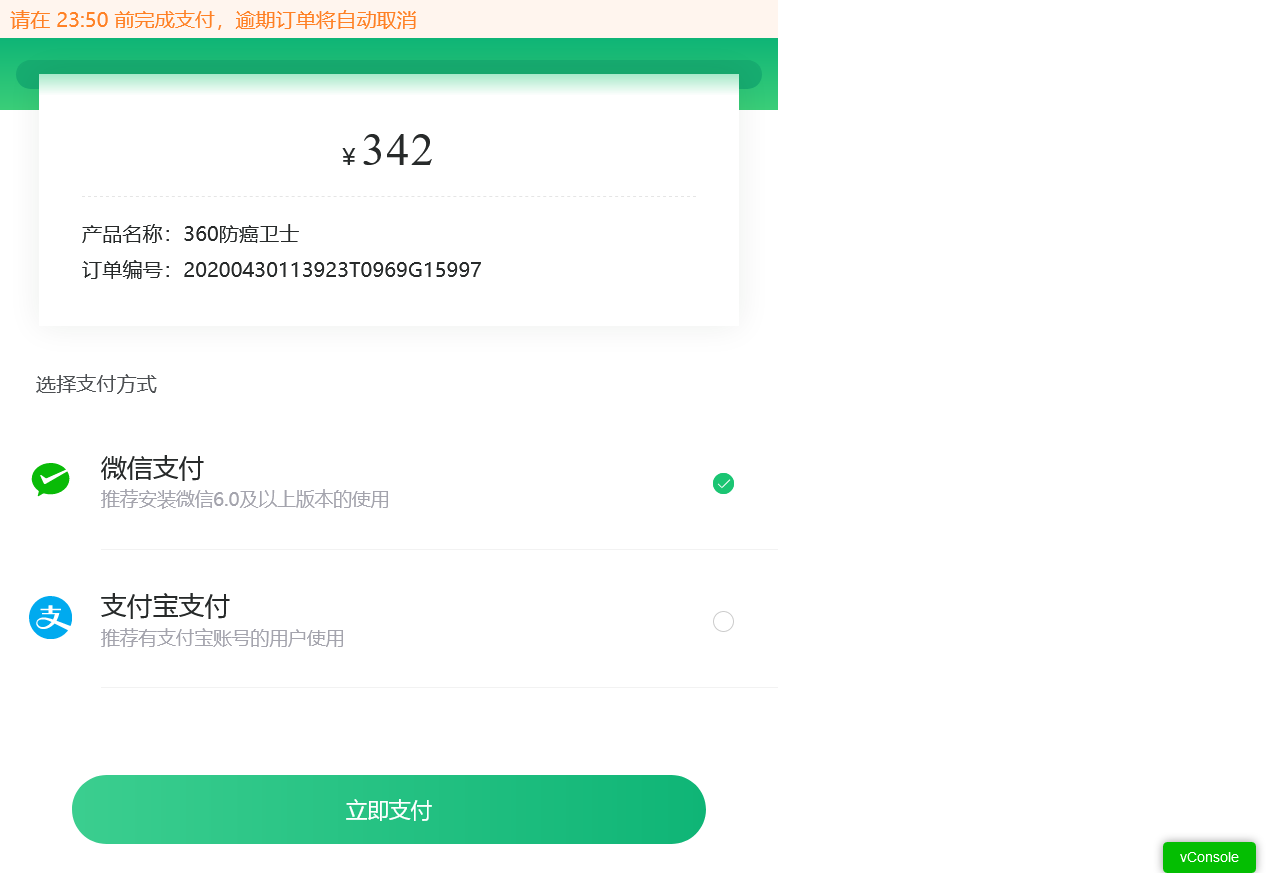 请在 23:50 前完成支付，逾期订单将自动取消
¥342
产品名称：360防癌卫士
订单编号：20200430113923T0969G15997
选择支付方式
微信支付
推荐安装微信6.0及以上版本的使用
支
支付宝支付
推荐有支付宝账号的用户使用
立即支付
vConsole